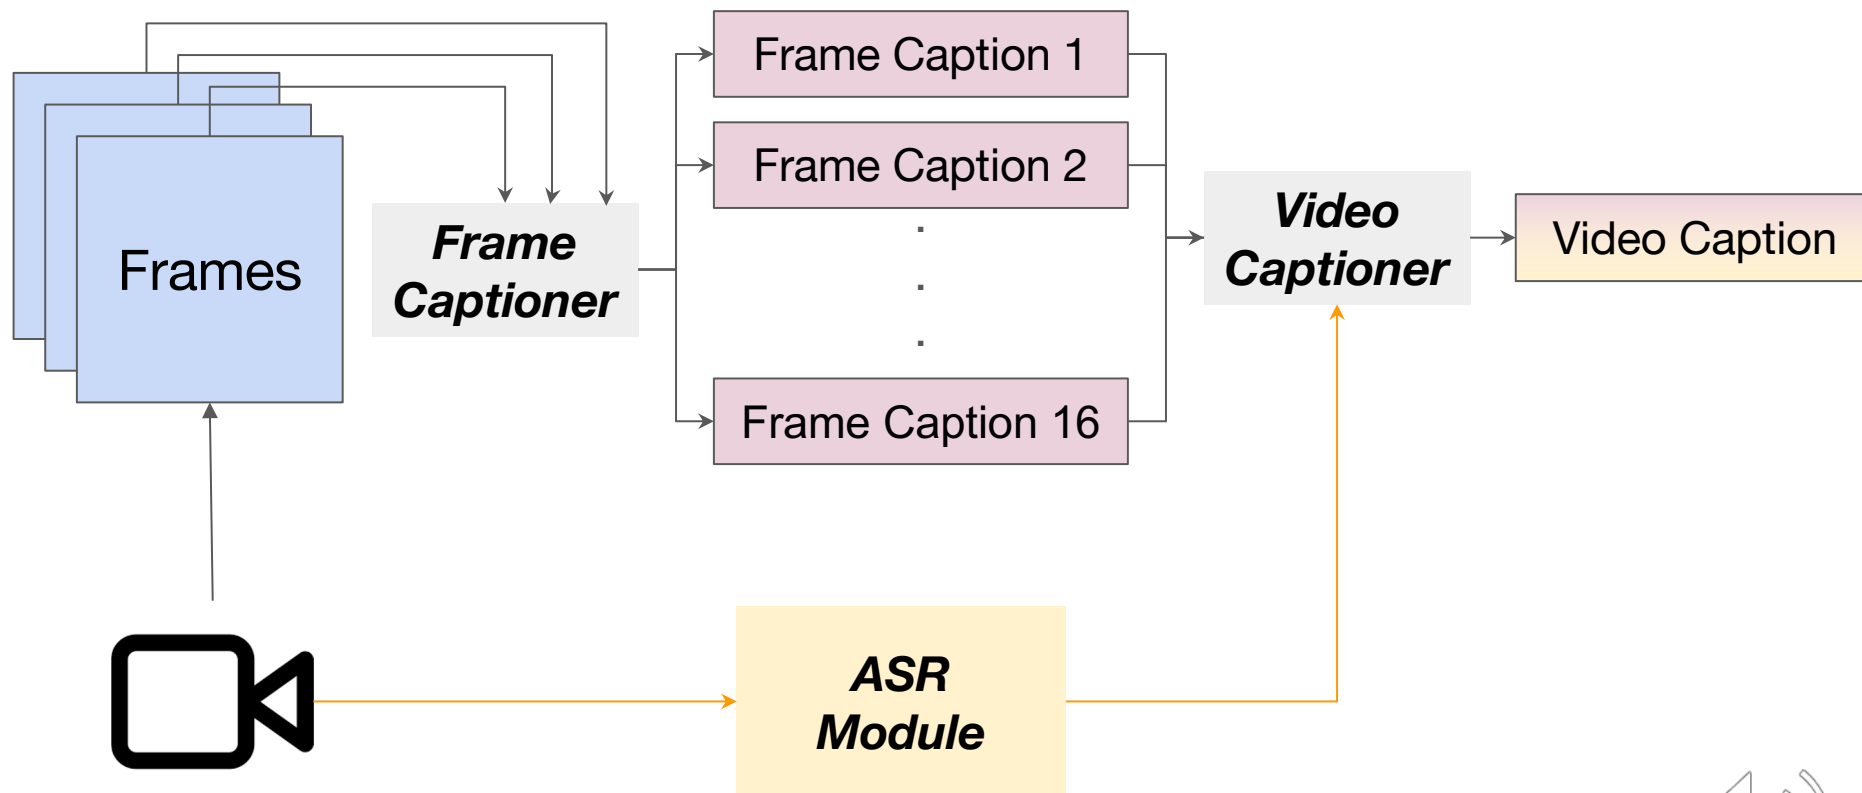 Frames
Frame
Captioner
Frame Caption 1
Frame Caption 2
.
.
.
Frame Caption 16
Video
Captioner
Video Caption
ASR
Module